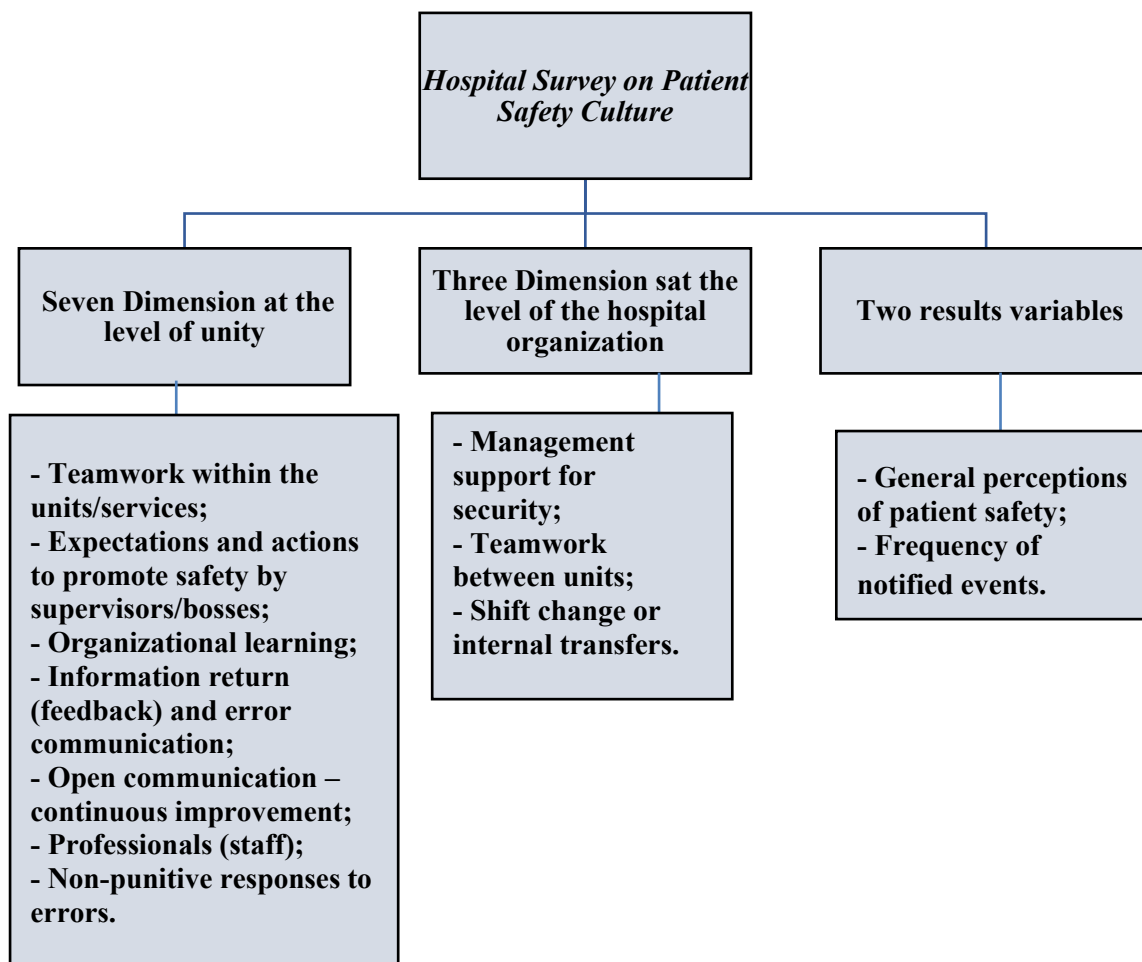 Hospital Survey on Patient
Safety Culture
Seven Dimension at the
level of unity
Three Dimension sat the
level of the hospital
organization
Two results variables
- Teamwork within the
units/services;
- Expectations and actions
to promote safety by
supervisors/bosses;
- Organizational learning;
- Information return
(feedback) and error
communication;
- Open communication –
continuous improvement;
- Professionals (staff);
- Non-punitive responses to
errors.
- Management
support for
security;
- Teamwork
between units;
- Shift change or
internal transfers.
- General perceptions
of patient safety;
- Frequency of
notified events.